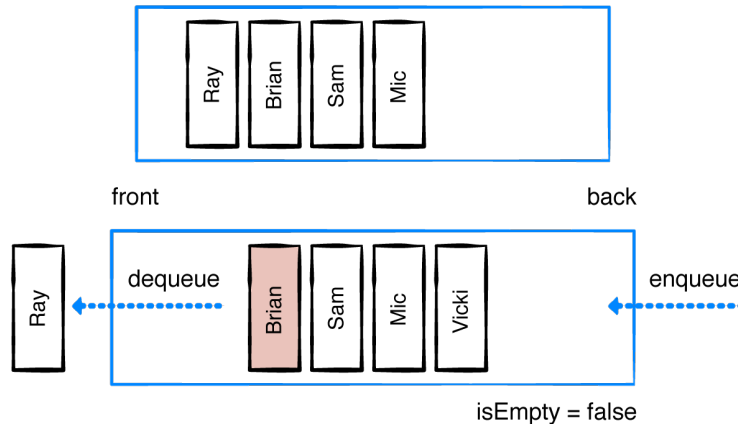 Ray
Brian
Sam
Mic
front
back
Ray
dequeue
Brian
Sam
Mic
Vicki
enqueue
isEmpty = false